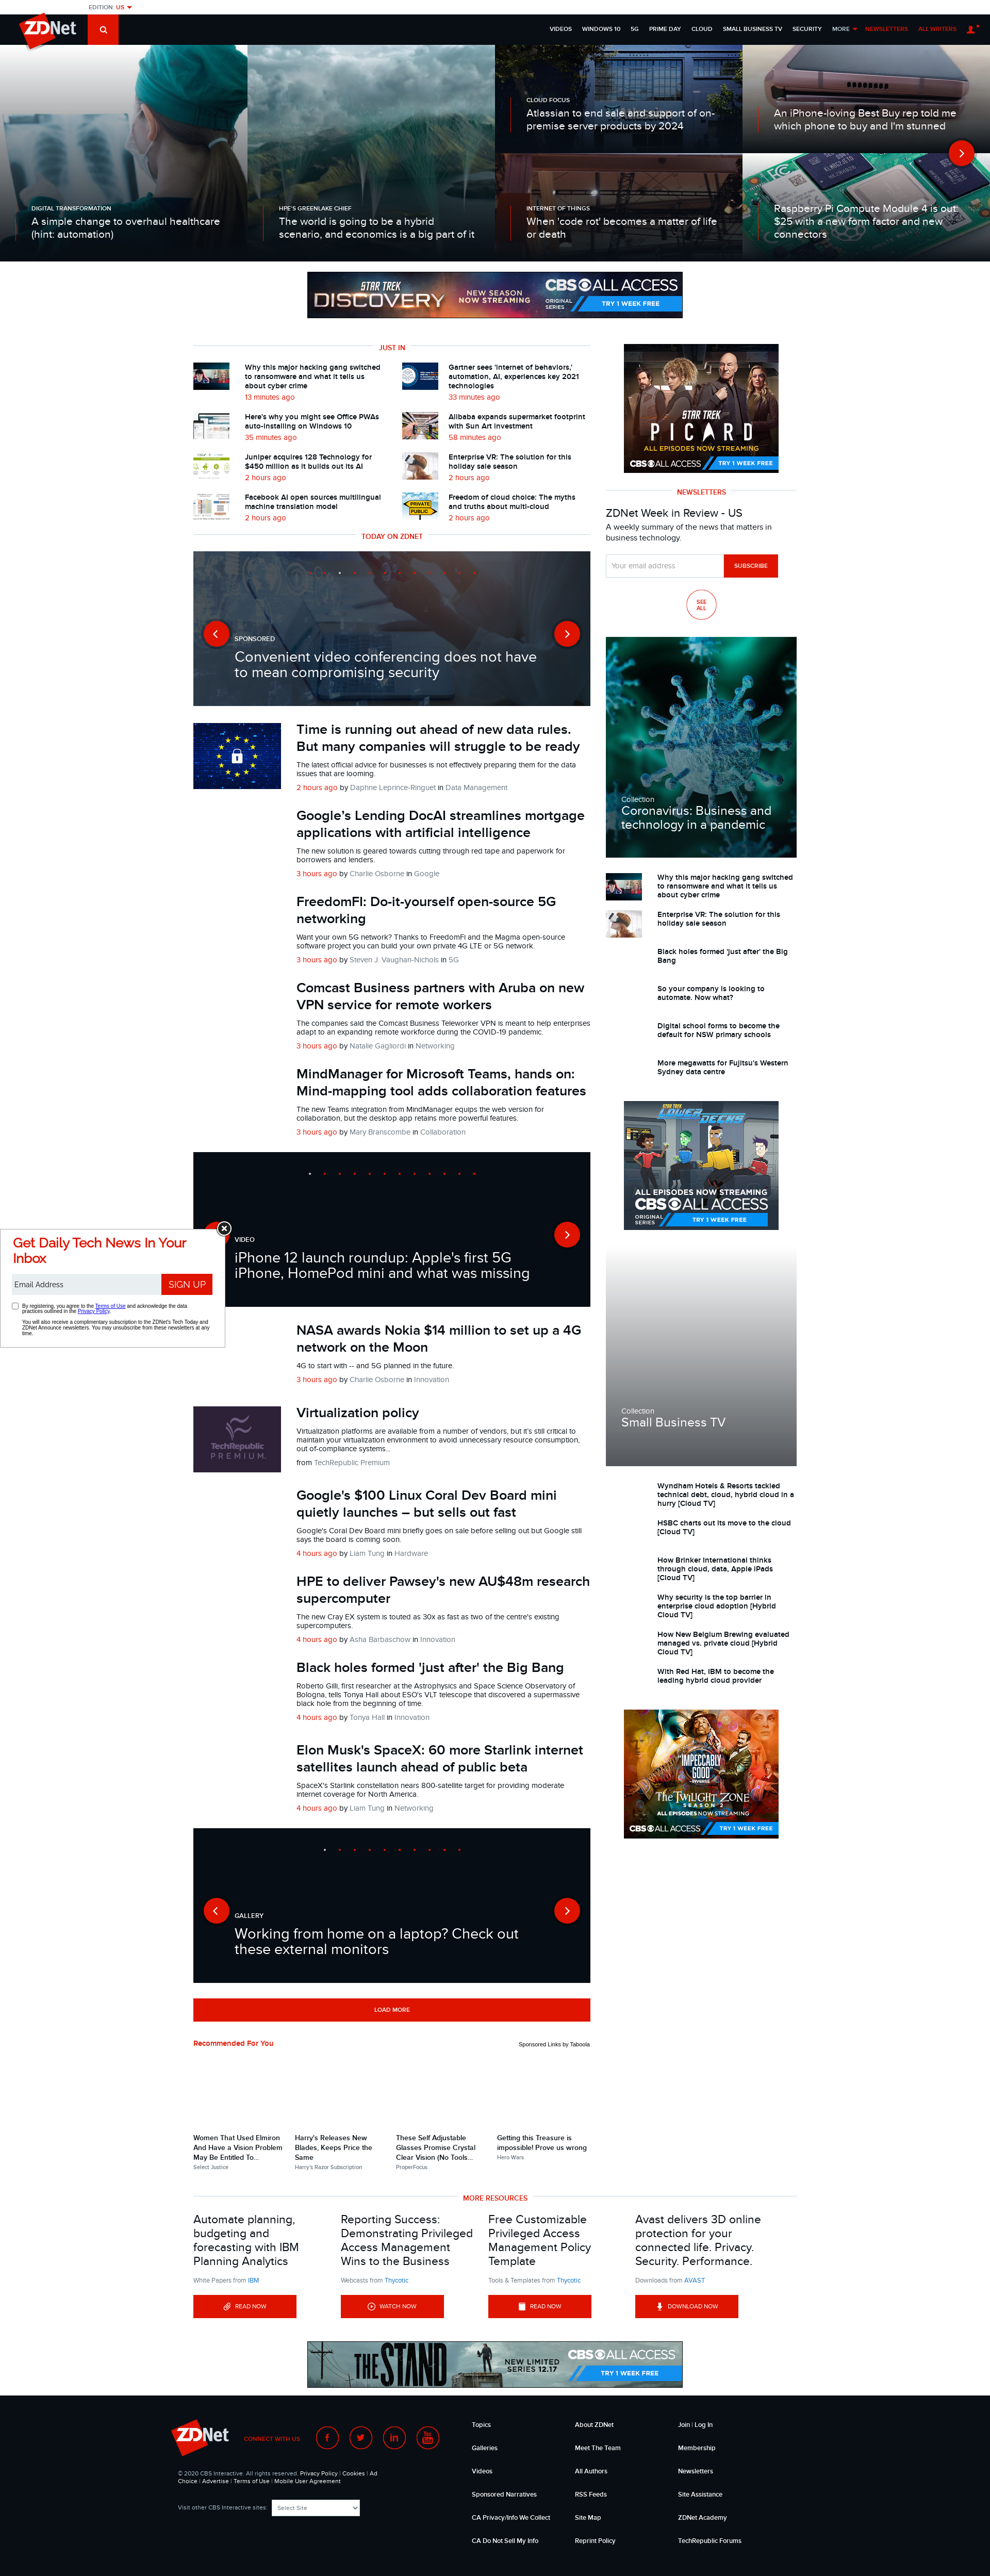 EDITION: US
ZDNet
VIDEOS WINDOWS 10 5G PRIME DAY CLOUD SMALL BUSINESS TV SECURITY MORE NEWSLETTERS ALL WRITERS
DIGITAL TRANSFORMATION
A simple change to overhaul healthcare
(hint: automation)
HPE'S GREENLAKE CHIEF
The world is going to be a hybrid
scenario, and economics is a big part of it
CLOUD FOCUS
Atlassian to end sale and support of on-
premise server products by 2024
An iPhone-loving Best Buy rep told me
which phone to buy and I'm stunned
INTERNET OF THINGS
When 'code rot' becomes a matter of life
or death
Raspberry Pi Compute Module 4 is out:
$25 with a new form factor and new
connectors
STAR TREK
DISCOVERY
NEW SEASON
NOW STREAMING
CBS ALL ACCESS
ORIGINAL
SERIES
TRY 1 WEEK FREE
JUST IN
Why this major hacking gang switched
to ransomware and what it tells us
about cyber crime
13 minutes ago
Gartner sees 'internet of behaviors,'
automation, AI, experiences key 2021
technologies
33 minutes ago
Here's why you might see Office PWAs
auto-installing on Windows 10
35 minutes ago
Alibaba expands supermarket footprint
with Sun Art investment
58 minutes ago
Juniper acquires 128 Technology for
$450 million as it builds out its AI
2 hours ago
Enterprise VR: The solution for this
holiday sale season
2 hours ago
Facebook AI open sources multilingual
machine translation model
2 hours ago
PRIVATE
PUBLIC
Freedom of cloud choice: The myths
and truths about multi-cloud
2 hours ago
STAR TREK
PICARD
ALL EPISODES NOW STREAMING
CBS ALL ACCESS
TRY 1 WEEK FREE
NEWSLETTERS
ZDNet Week in Review - US
A weekly summary of the news that matters in
business technology.
Your email address
SUBSCRIBE
SEE
ALL
TODAY ON ZDNET
SPONSORED
Convenient video conferencing does not have
to mean compromising security
Time is running out ahead of new data rules.
But many companies will struggle to be ready
The latest official advice for businesses is not effectively preparing them for the data
issues that are looming.
2 hours ago by Daphne Leprince-Ringuet in Data Management
Google's Lending DocAI streamlines mortgage
applications with artificial intelligence
The new solution is geared towards cutting through red tape and paperwork for
borrowers and lenders.
3 hours ago by Charlie Osborne in Google
FreedomFI: Do-it-yourself open-source 5G
networking
Want your own 5G network? Thanks to FreedomFi and the Magma open-source
software project you can build your own private 4G LTE or 5G network.
3 hours ago by Steven J. Vaughan-Nichols in 5G
Comcast Business partners with Aruba on new
VPN service for remote workers
The companies said the Comcast Business Teleworker VPN is meant to help enterprises
adapt to an expanding remote workforce during the COVID-19 pandemic.
3 hours ago by Natalie Gagliordi in Networking
MindManager for Microsoft Teams, hands on:
Mind-mapping tool adds collaboration features
The new Teams integration from MindManager equips the web version for
collaboration, but the desktop app retains more powerful features.
3 hours ago by Mary Branscombe in Collaboration
Collection
Coronavirus: Business and
technology in a pandemic
Why this major hacking gang switched
to ransomware and what it tells us
about cyber crime
Enterprise VR: The solution for this
holiday sale season
Black holes formed 'just after' the Big
Bang
So your company is looking to
automate. Now what?
Digital school forms to become the
default for NSW primary schools
More megawatts for Fujitsu's Western
Sydney data centre
STAR TREK
LOWER DECKS
ALL EPISODES NOW STREAMING
CBS ALL ACCESS
ORIGINAL
SERIES
TRY 1 WEEK FREE
VIDEO
iPhone 12 launch roundup: Apple's first 5G
iPhone, HomePod mini and what was missing
Get Daily Tech News In Your
Inbox
Email Address
SIGN UP
By registering, you agree to the Terms of Use and acknowledge the data
practices outlined in the Privacy Policy.
You will also receive a complimentary subscription to the ZDNet's Tech Today and
ZDNet Announce newsletters. You may unsubscribe from these newsletters at any
time.
NASA awards Nokia $14 million to set up a 4G
network on the Moon
4G to start with -- and 5G planned in the future.
3 hours ago by Charlie Osborne in Innovation
TechRepublic
PREMIUM
Virtualization policy
Virtualization platforms are available from a number of vendors, but it's still critical to
maintain your virtualization environment to avoid unnecessary resource consumption,
out of-compliance systems...
from TechRepublic Premium
Google's $100 Linux Coral Dev Board mini
quietly launches – but sells out fast
Google's Coral Dev Board mini briefly goes on sale before selling out but Google still
says the board is coming soon.
4 hours ago by Liam Tung in Hardware
HPE to deliver Pawsey's new AU$48m research
supercomputer
The new Cray EX system is touted as 30x as fast as two of the centre's existing
supercomputers.
4 hours ago by Asha Barbaschow in Innovation
Black holes formed 'just after' the Big Bang
Roberto Gilli, first researcher at the Astrophysics and Space Science Observatory of
Bologna, tells Tonya Hall about ESO's VLT telescope that discovered a supermassive
black hole from the beginning of time.
4 hours ago by Tonya Hall in Innovation
Elon Musk's SpaceX: 60 more Starlink internet
satellites launch ahead of public beta
SpaceX's Starlink constellation nears 800-satellite target for providing moderate
internet coverage for North America.
4 hours ago by Liam Tung in Networking
Collection
Small Business TV
Wyndham Hotels & Resorts tackled
technical debt, cloud, hybrid cloud in a
hurry [Cloud TV]
HSBC charts out its move to the cloud
[Cloud TV]
How Brinker International thinks
through cloud, data, Apple iPads
[Cloud TV]
Why security is the top barrier in
enterprise cloud adoption [Hybrid
Cloud TV]
How New Belgium Brewing evaluated
managed vs. private cloud [Hybrid
Cloud TV]
With Red Hat, IBM to become the
leading hybrid cloud provider
"IMPECCABLY
GOOD"
The TWILIGHT ZONE
SEASON 2
ALL EPISODES NOW STREAMING
CBS ALL ACCESS
TRY 1 WEEK FREE
GALLERY
Working from home on a laptop? Check out
these external monitors
LOAD MORE
Recommended For You
Sponsored Links by Taboola
Women That Used Elmiron
And Have a Vision Problem
May Be Entitled To...
Select Justice
Harry's Releases New
Blades, Keeps Price the
Same
Harry's Razor Subscription
These Self Adjustable
Glasses Promise Crystal
Clear Vision (No Tools...
ProperFocus
Getting this Treasure is
impossible! Prove us wrong
Hero Wars
MORE RESOURCES
Automate planning,
budgeting and
forecasting with IBM
Planning Analytics
White Papers from IBM
READ NOW
Reporting Success:
Demonstrating Privileged
Access Management
Wins to the Business
Webcasts from Thycotic
WATCH NOW
Free Customizable
Privileged Access
Management Policy
Template
Tools & Templates from Thycotic
READ NOW
Avast delivers 3D online
protection for your
connected life. Privacy.
Security. Performance.
Downloads from AVAST
DOWNLOAD NOW
THE STAND
NEW LIMITED
SERIES 12.17
CBS ALL ACCESS
TRY 1 WEEK FREE
ZDNet
CONNECT WITH US
© 2020 CBS Interactive. All rights reserved. Privacy Policy | Cookies | Ad
Choice | Advertise | Terms of Use | Mobile User Agreement
Visit other CBS Interactive sites:
Select Site
Topics
Galleries
Videos
Sponsored Narratives
CA Privacy/Info We Collect
CA Do Not Sell My Info
About ZDNet
Meet The Team
All Authors
RSS Feeds
Site Map
Reprint Policy
Join | Log In
Membership
Newsletters
Site Assistance
ZDNet Academy
TechRepublic Forums